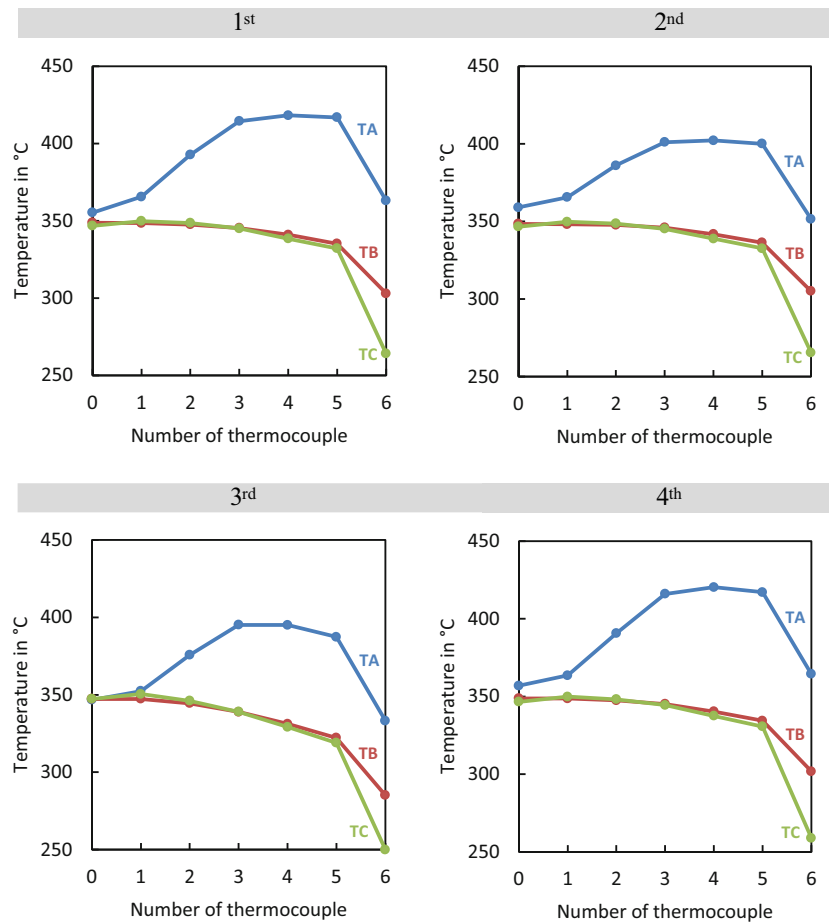 1st 2nd
450 450
400 400
350 350
300 300
250 250
Temperature in °C Temperature in °C
TA TA
TB TB
TC TC
0 1 2 3 4 5 6 0 1 2 3 4 5 6
Number of thermocouple Number of thermocouple
3rd 4th
450 450
400 400
350 350
300 300
250 250
Temperature in °C Temperature in °C
TA TA
TB TB
TC TC
0 1 2 3 4 5 6 0 1 2 3 4 5 6
Number of thermocouple Number of thermocouple